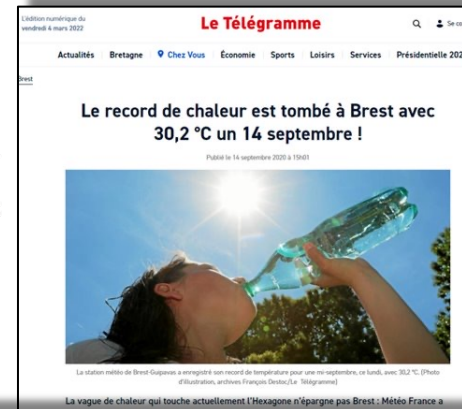 L'édition numérique du
vendredi 4 mars 2022
Le Télégramme
Actualités Bretagne Chez Vous Économie Sports Loisirs Services Présidentielle 202
Brest
Le record de chaleur est tombé à Brest avec
30,2 °C un 14 septembre !
Publié le 14 septembre 2020 à 15h01
La station météo de Brest-Guipavas a enregistré son record de température pour une mi-septembre, ce lundi, avec 30,2 °C. (Photo
d'illustration, archives François Destoc/Le Télégramme)
La vague de chaleur qui touche actuellement l'Hexagone n'épargne pas Brest : Météo France a